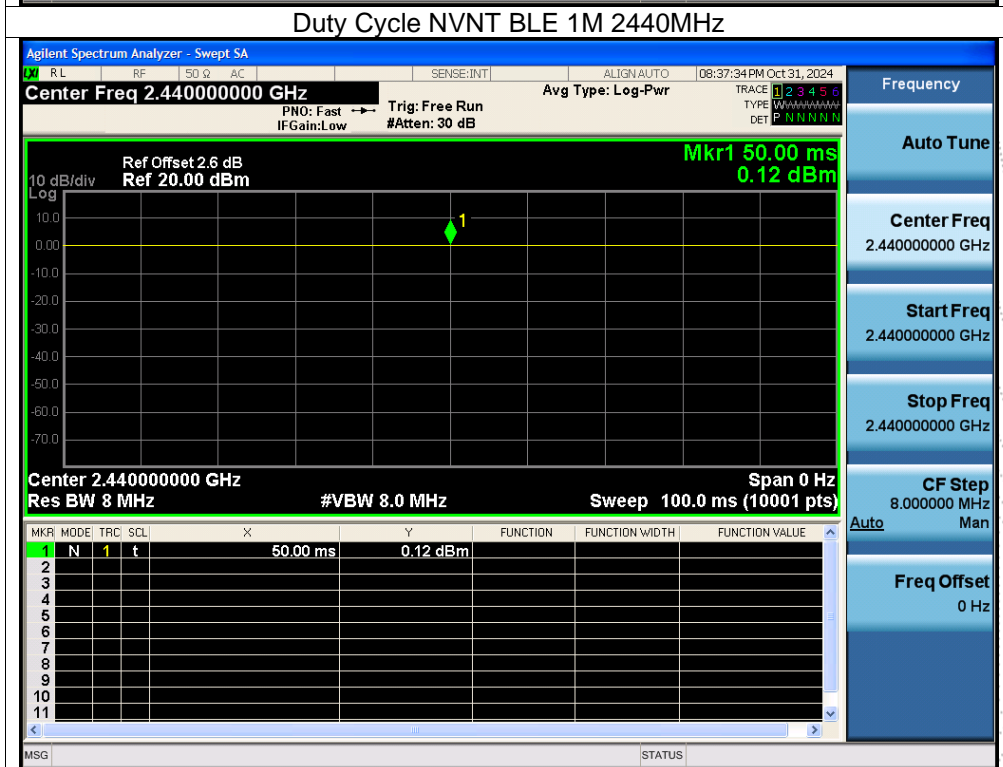 Duty Cycle NVNT BLE 1M 2440MHz
Agilent Spectrum Analyzer - Swept SA
LXI RL RF 50 Ω AC SENSE:INT ALIGN AUTO 08:37:34 PM Oct 31, 2024
Center Freq 2.440000000 GHz
PNO: Fast
IFGain:Low
Trig: Free Run
#Atten: 30 dB
Avg Type: Log-Pwr
TRACE 1 2 3 4 5 6
TYPE WWWWWW
DET P N N N N N
Mkr1 50.00 ms
0.12 dBm
Ref Offset 2.6 dB
10 dB/div Ref 20.00 dBm
Log
10.0
0.00
-10.0
-20.0
-30.0
-40.0
-50.0
-60.0
-70.0
1
Center 2.440000000 GHz Span 0 Hz
Res BW 8 MHz #VBW 8.0 MHz Sweep 100.0 ms (10001 pts)
MKR MODE TRC SCL X Y FUNCTION FUNCTION WIDTH FUNCTION VALUE
1 N 1 t 50.00 ms 0.12 dBm
2
3
4
5
6
7
8
9
10
11
MSG STATUS
Frequency
Auto Tune
Center Freq
2.440000000 GHz
Start Freq
2.440000000 GHz
Stop Freq
2.440000000 GHz
CF Step
8.000000 MHz
Auto Man
Freq Offset
0 Hz